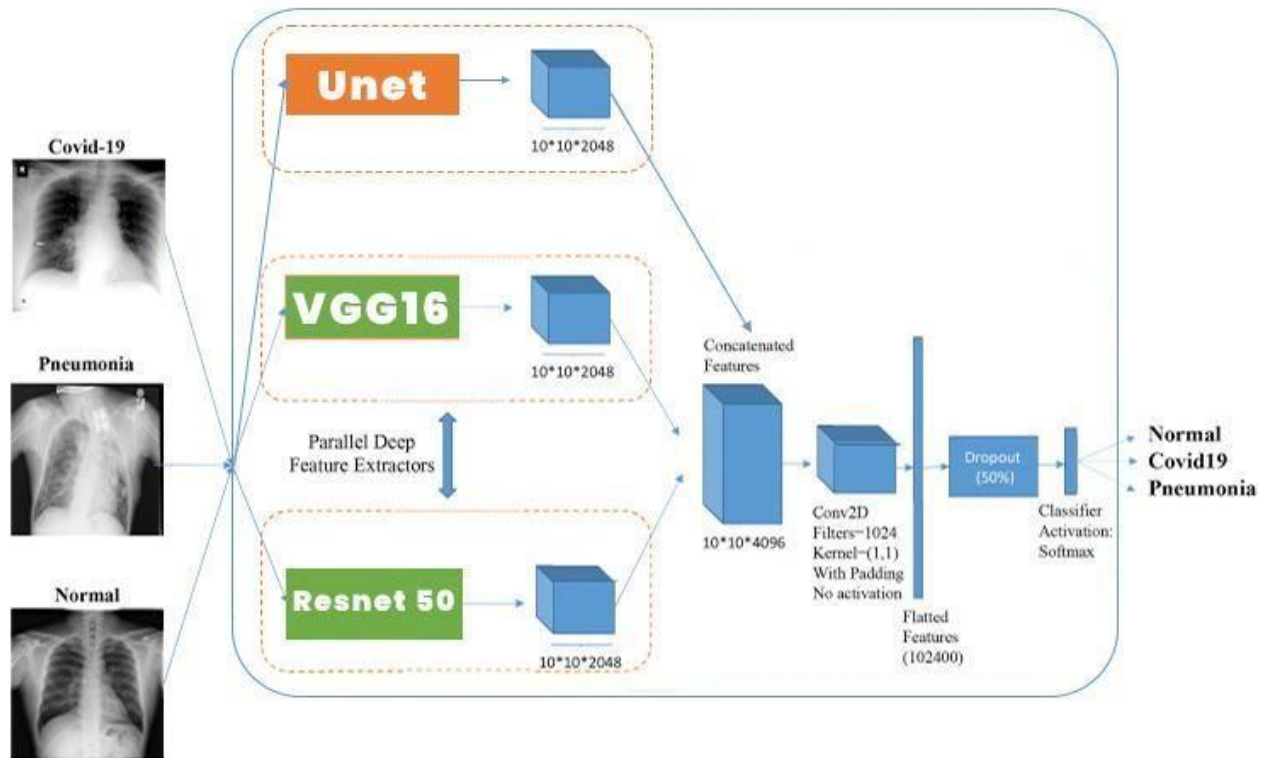 Covid-19
Pneumonia
Normal
Unet
10*10*2048
VGG16
10*10*2048
Parallel Deep
Feature Extractors
Resnet 50
10*10*2048
Concatenated
Features
10*10*4096
Conv2D
Filters=1024
Kernel=(1,1)
With Padding
No activation
Flatted
Features
(102400)
Dropout
(50%)
Classifier
Activation:
Softmax
Normal
Covid19
Pneumonia